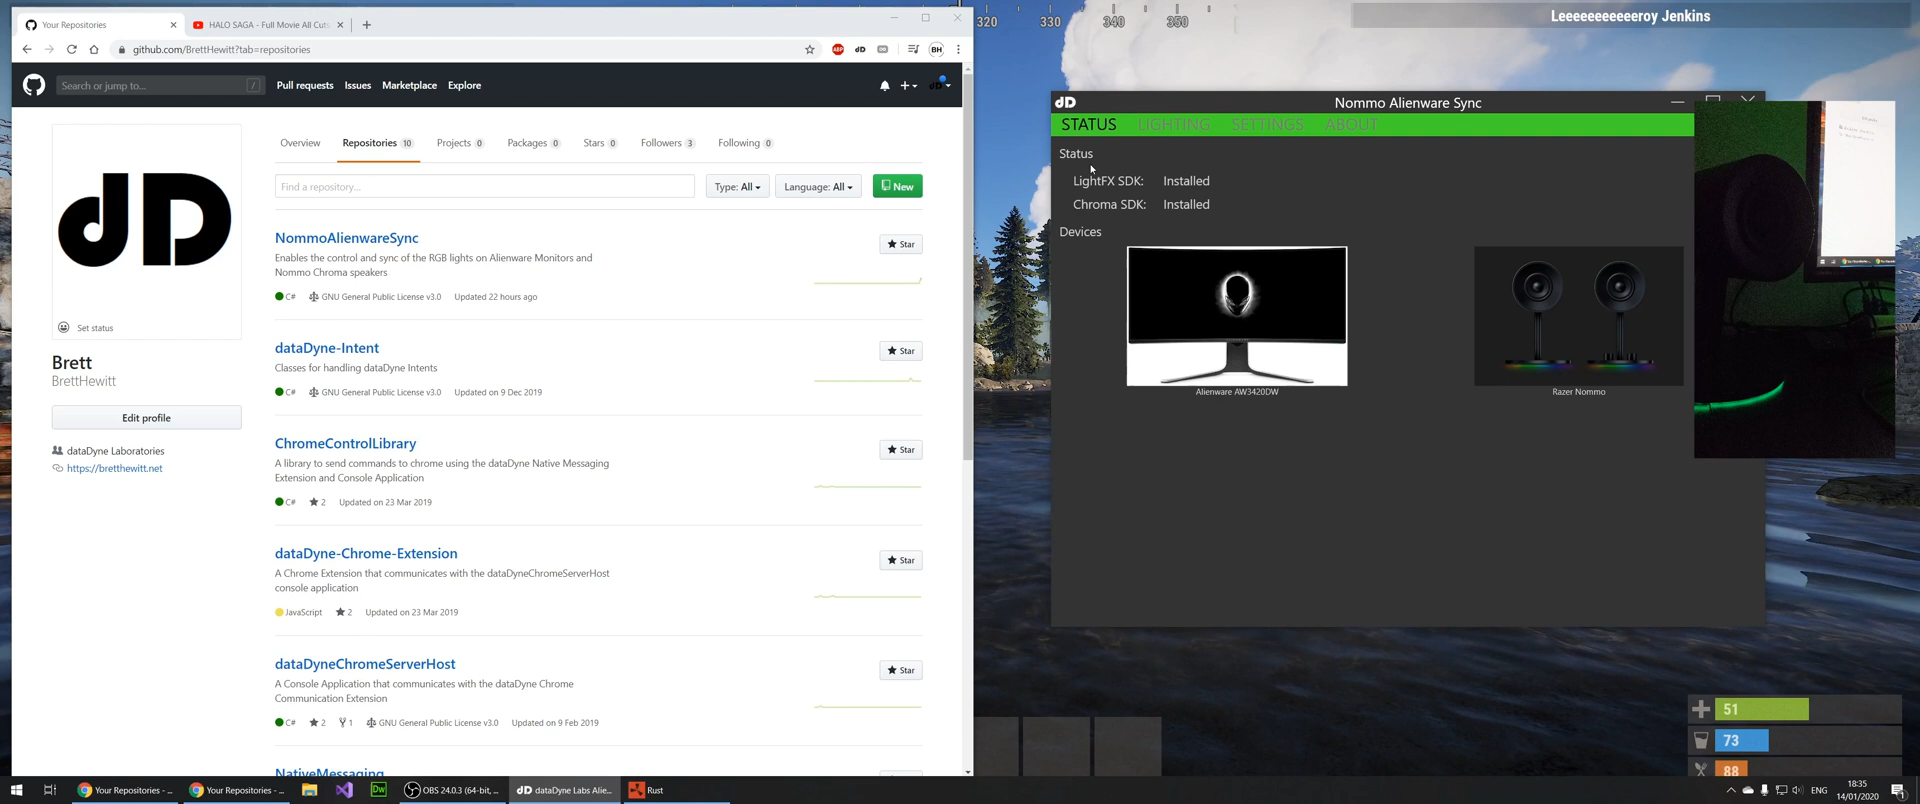 Your Repositories
HALO SAGA - Full Movie All Cuts
github.com/BrettHewitt?tab=repositories
ABP
dD
BH
Search or jump to...
/
Pull requests
Issues
Marketplace
Explore
dD
Set status
Brett
BrettHewitt
Edit profile
dataDyne Laboratories
https://bretthewitt.net
Overview
Repositories 10
Projects 0
Packages 0
Stars 0
Followers 3
Following 0
Find a repository...
Type: All
Language: All
New
NommoAlienwareSync
Star
Enables the control and sync of the RGB lights on Alienware Monitors and
Nommo Chroma speakers
C# GNU General Public License v3.0 Updated 22 hours ago
dataDyne-Intent
Star
Classes for handling dataDyne Intents
C# GNU General Public License v3.0 Updated on 9 Dec 2019
ChromeControlLibrary
Star
A library to send commands to chrome using the dataDyne Native Messaging
Extension and Console Application
C# 2 Updated on 23 Mar 2019
dataDyne-Chrome-Extension
Star
A Chrome Extension that communicates with the dataDyneChromeServerHost
console application
JavaScript 2 Updated on 23 Mar 2019
dataDyneChromeServerHost
Star
A Console Application that communicates with the dataDyne Chrome
Communication Extension
C# 2 1 GNU General Public License v3.0 Updated on 9 Feb 2019
NativeMessaging
320
330
340
350
Leeeeeeeeeeeroy Jenkins
dD
Nommo Alienware Sync
STATUS LIGHTING SETTINGS ABOUT
Status
LightFX SDK: Installed
Chroma SDK: Installed
Devices
Alienware AW3420DW
Razer Nommo
51
73
88
Your Repositories - ...
Your Repositories - ...
Dw
OBS 24.0.3 (64-bit, ...
dD dataDyne Labs Alie...
Rust
ENG
18:35
14/01/2020
1